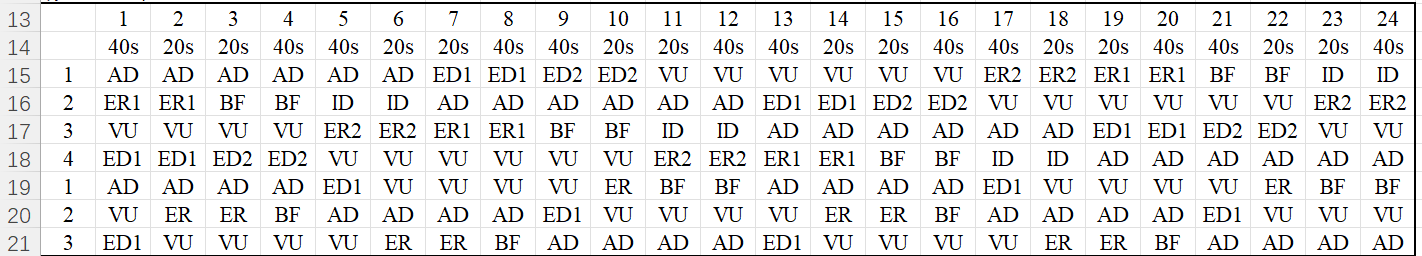 13 1 2 3 4 5 6 7 8 9 10 11 12 13 14 15 16 17 18 19 20 21 22 23 24
14 40s 20s 20s 40s 40s 20s 20s 40s 40s 20s 20s 40s 40s 20s 20s 40s 40s 20s 20s 40s 40s 20s 20s 40s
15 1 AD AD AD AD AD AD ED1 ED1 ED2 ED2 VU VU VU VU VU VU ER2 ER2 ER1 ER1 BF BF ID ID
16 2 ER1 ER1 BF BF ID ID AD AD AD AD AD AD ED1 ED1 ED2 ED2 VU VU VU VU VU VU ER2 ER2
17 3 VU VU VU VU ER2 ER2 ER1 ER1 BF BF ID ID AD AD AD AD AD AD ED1 ED1 ED2 ED2 VU VU
18 4 ED1 ED1 ED2 ED2 VU VU VU VU VU VU ER2 ER2 ER1 ER1 BF BF ID ID AD AD AD AD AD AD
19 1 AD AD AD AD ED1 VU VU VU VU ER BF BF AD AD AD AD ED1 VU VU VU VU ER BF BF
20 2 VU ER ER BF AD AD AD AD ED1 VU VU VU VU ER ER BF AD AD AD AD ED1 VU VU VU
21 3 ED1 VU VU VU VU ER ER BF AD AD AD AD ED1 VU VU VU VU ER ER BF AD AD AD AD